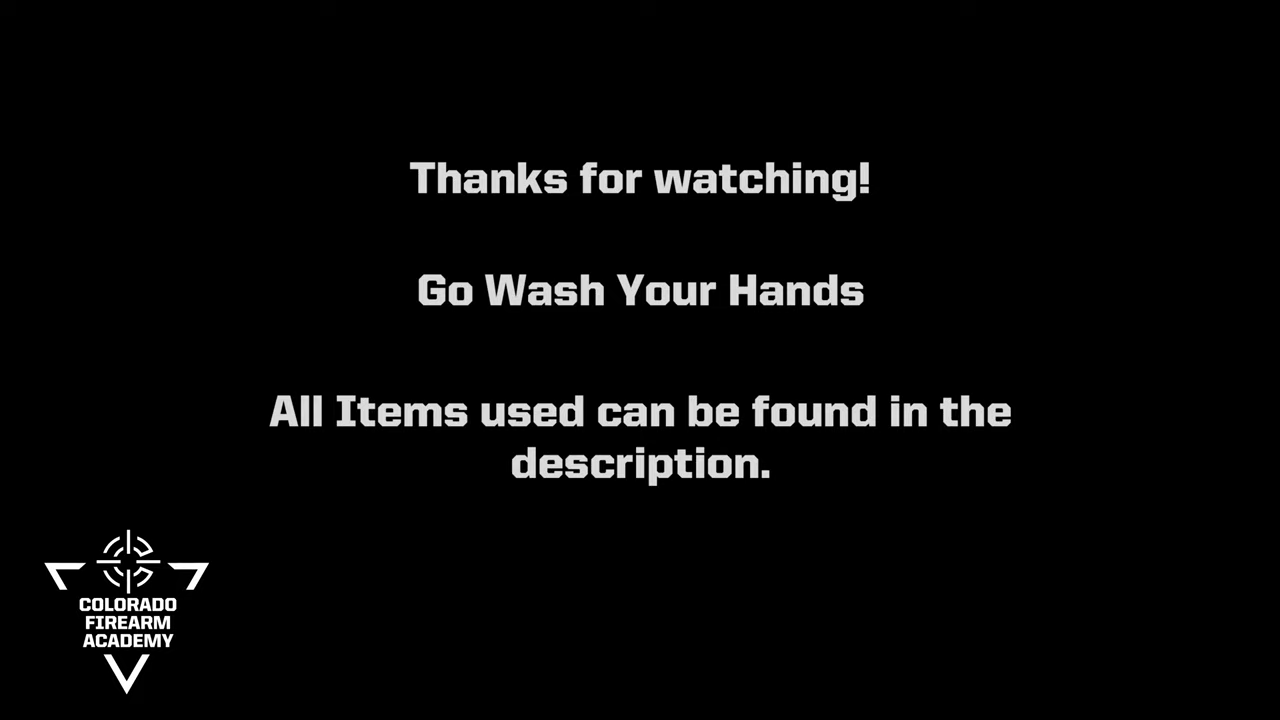 Thanks for watching!
Go Wash Your Hands
All Items used can be found in the
description.
COLORADO
FIREARM
ACADEMY